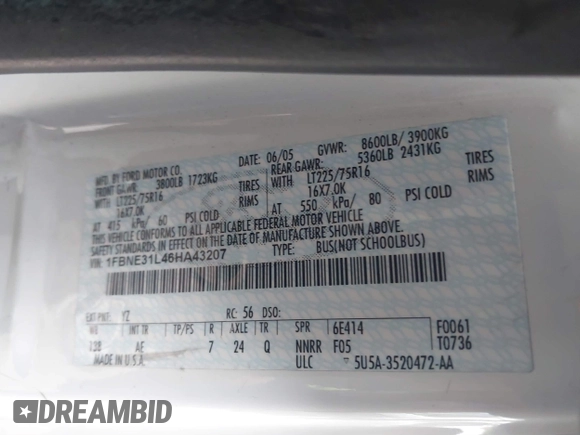 MFD. BY FORD MOTOR CO.
DATE: 06/05 GVWR: 8600LB/ 3900KG
FRONT GAWR: 3800LB 1723KG
REAR GAWR: 5360LB 2431KG
WITH LT225/75R16 TIRES
WITH LT225/75R16 TIRES
16X7.0K
16X7.0K
AT 415 kPa/ 60 PSI COLD
AT 550 kPa/ 80 PSI COLD
THIS VEHICLE CONFORMS TO ALL APPLICABLE FEDERAL MOTOR VEHICLE
SAFETY STANDARDS IN EFFECT ON THE DATE OF MANUFACTURE SHOWN ABOVE
VIN: 1FBNE31L46HA43207
TYPE: BUS(NOT SCHOOLBUS)
EXT PNT: YZ RC: 56 DSO:
WB INT TR TP/PS R AXLE TR SPR 6E414 F0061
138 AE 7 24 Q NNRR F05 T0736
MADE IN U.S.A. ULC 5U5A-3520472-AA
DREAMBID